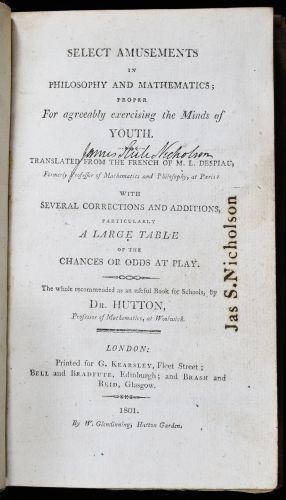 SELECT AMUSEMENTS
IN
PHILOSOPHY AND MATHEMATICS;
PROPER
For agreeably exercising the Minds of
YOUTH.
James Nicholson
TRANSLATED FROM THE FRENCH OF M. L. DESPIAU,
Formerly Professor of Mathematics and Philosophy, at Paris:
WITH
SEVERAL CORRECTIONS AND ADDITIONS,
PARTICULARLY
A LARGE TABLE
OF THE
CHANCES OR ODDS AT PLAY.
The whole recommended as an useful Book for Schools, by
DR. HUTTON,
Professor of Mathematics, at Woolwich.
LONDON:
Printed for G. KEARSLEY, Fleet Street;
BELL and BRADFUTE, Edinburgh; and BRASH and
REID, Glasgow.
1801.
By W. Glendinning, Hatton Garden.
Jas S. Nicholson